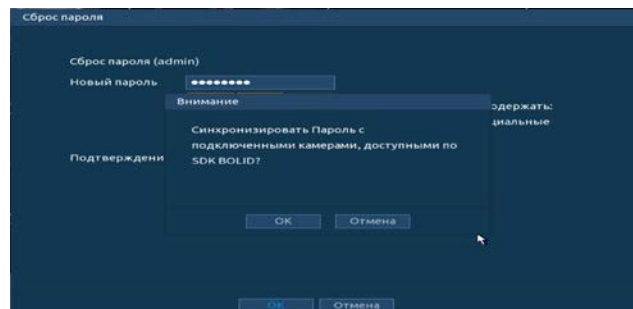 Сброс пароля
Сброс пароля (admin)
Новый пароль ●●●●●●●●
Внимание
одержать:
циальные
Синхронизировать Пароль с
подключенными камерами, доступными по
SDK BOLID?
Подтверждени
OK Отмена
OK Отмена